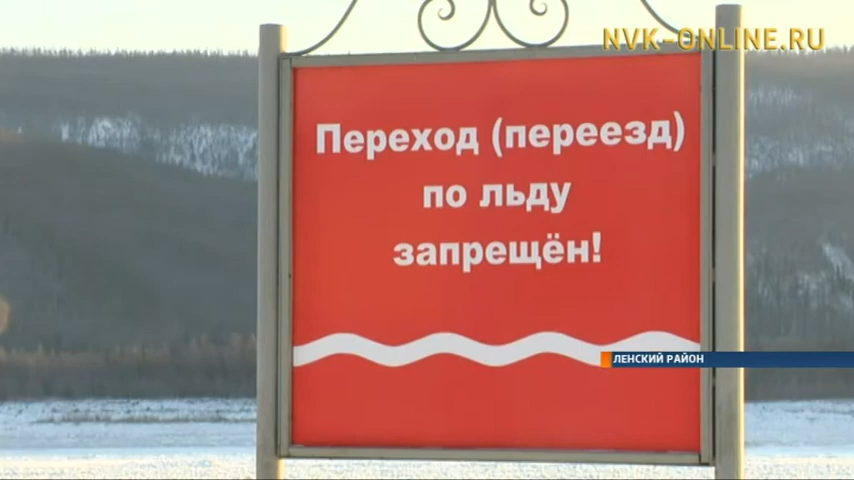 NVK-ONLINE.RU
Переход (переезд)
по льду
запрещён!
ЛЕНСКИЙ РАЙОН